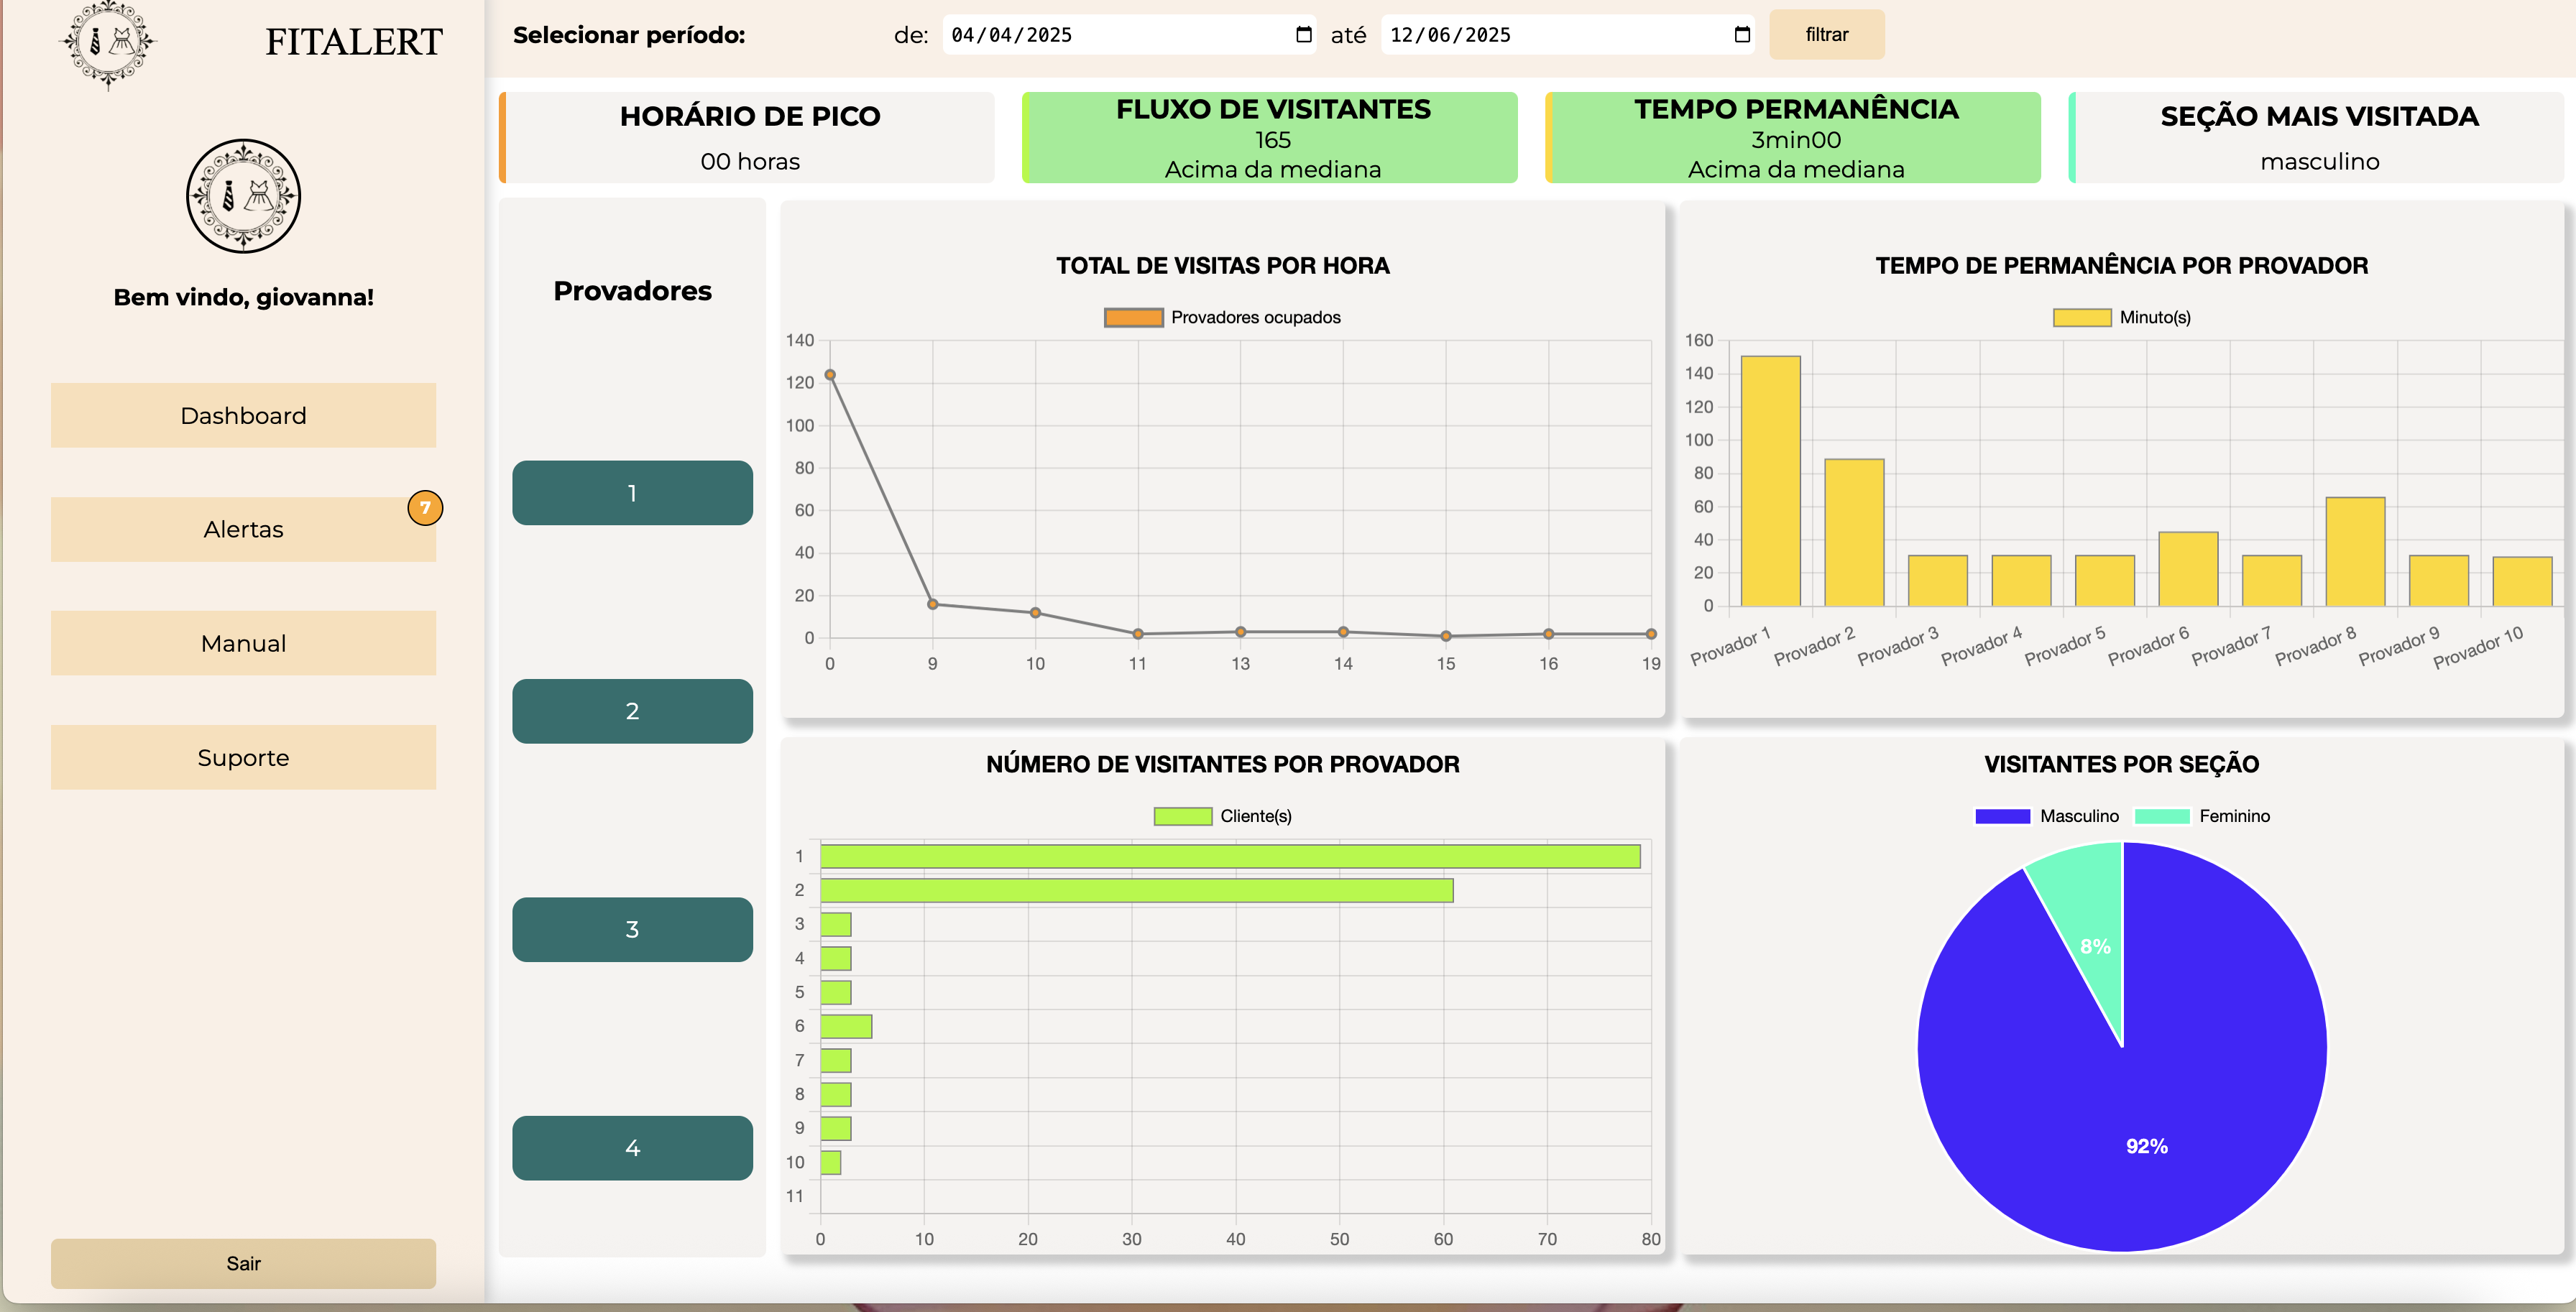 FITALERT
Bem vindo, giovanna!
Dashboard
Alertas
7
Manual
Suporte
Sair
Selecionar período: de: 04/04/2025 até 12/06/2025 filtrar
HORÁRIO DE PICO
00 horas
FLUXO DE VISITANTES
165
Acima da mediana
TEMPO PERMANÊNCIA
3min00
Acima da mediana
SEÇÃO MAIS VISITADA
masculino
Provadores
1
2
3
4
TOTAL DE VISITAS POR HORA
Provadores ocupados
140
120
100
80
60
40
20
0
0 9 10 11 13 14 15 16 19
TEMPO DE PERMANÊNCIA POR PROVADOR
Minuto(s)
160
140
120
100
80
60
40
20
0
Provador 1 Provador 2 Provador 3 Provador 4 Provador 5 Provador 6 Provador 7 Provador 8 Provador 9 Provador 10
NÚMERO DE VISITANTES POR PROVADOR
Cliente(s)
1
2
3
4
5
6
7
8
9
10
11
0 10 20 30 40 50 60 70 80
VISITANTES POR SEÇÃO
Masculino Feminino
8%
92%